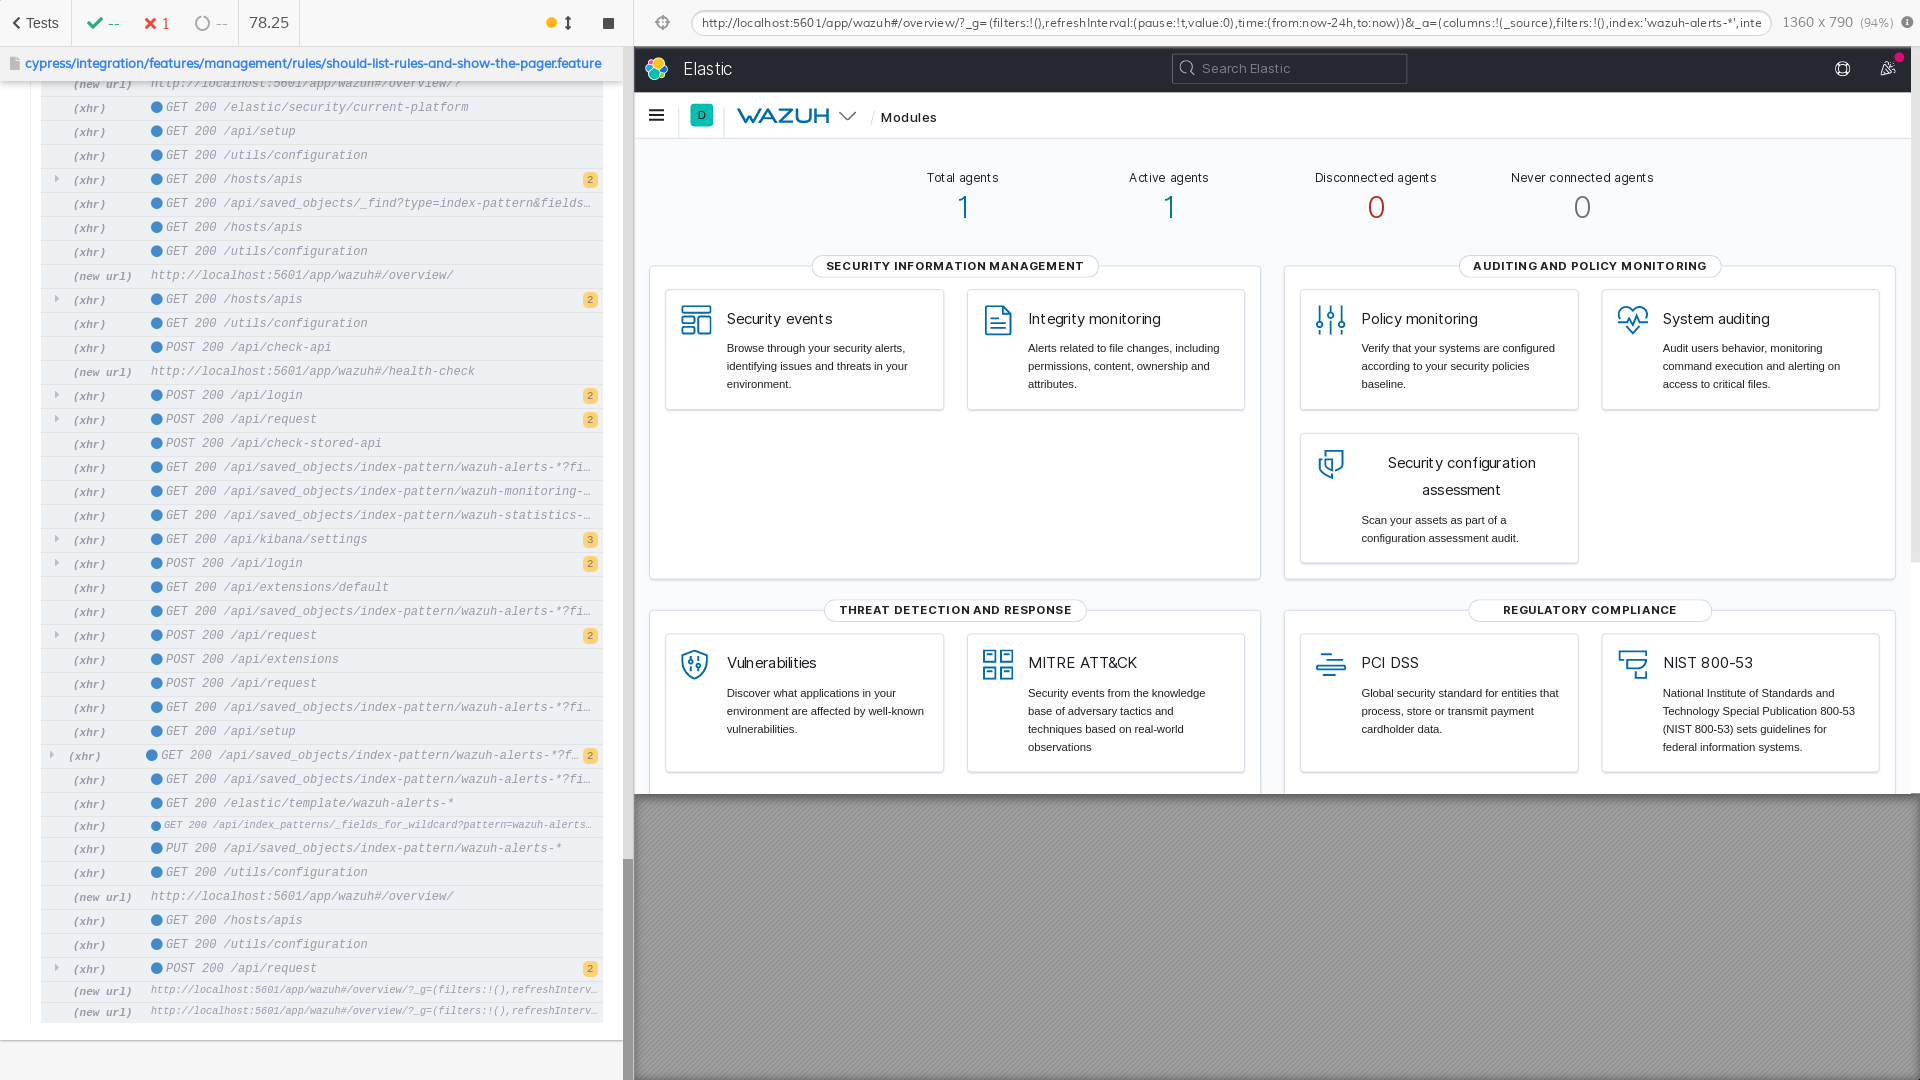 Tests
--
1
--
78.25
cypress/integration/features/management/rules/should-list-rules-and-show-the-pager.feature
(new url) http://localhost:5601/app/wazuh#/overview/?
(xhr) GET 200 /elastic/security/current-platform
(xhr) GET 200 /api/setup
(xhr) GET 200 /utils/configuration
(xhr) GET 200 /hosts/apis 2
(xhr) GET 200 /api/saved_objects/_find?type=index-pattern&fields…
(xhr) GET 200 /hosts/apis
(xhr) GET 200 /utils/configuration
(new url) http://localhost:5601/app/wazuh#/overview/
(xhr) GET 200 /hosts/apis 2
(xhr) GET 200 /utils/configuration
(xhr) POST 200 /api/check-api
(new url) http://localhost:5601/app/wazuh#/health-check
(xhr) POST 200 /api/login 2
(xhr) POST 200 /api/request 2
(xhr) POST 200 /api/check-stored-api
(xhr) GET 200 /api/saved_objects/index-pattern/wazuh-alerts-*?fi…
(xhr) GET 200 /api/saved_objects/index-pattern/wazuh-monitoring-…
(xhr) GET 200 /api/saved_objects/index-pattern/wazuh-statistics-…
(xhr) GET 200 /api/kibana/settings 3
(xhr) POST 200 /api/login 2
(xhr) GET 200 /api/extensions/default
(xhr) GET 200 /api/saved_objects/index-pattern/wazuh-alerts-*?fi…
(xhr) POST 200 /api/request 2
(xhr) POST 200 /api/extensions
(xhr) POST 200 /api/request
(xhr) GET 200 /api/saved_objects/index-pattern/wazuh-alerts-*?fi…
(xhr) GET 200 /api/setup
(xhr) GET 200 /api/saved_objects/index-pattern/wazuh-alerts-*?f… 2
(xhr) GET 200 /api/saved_objects/index-pattern/wazuh-alerts-*?fi…
(xhr) GET 200 /elastic/template/wazuh-alerts-*
(xhr) GET 200 /api/index_patterns/_fields_for_wildcard?pattern=wazuh-alerts…
(xhr) PUT 200 /api/saved_objects/index-pattern/wazuh-alerts-*
(xhr) GET 200 /utils/configuration
(new url) http://localhost:5601/app/wazuh#/overview/
(xhr) GET 200 /hosts/apis
(xhr) GET 200 /utils/configuration
(xhr) POST 200 /api/request 2
(new url) http://localhost:5601/app/wazuh#/overview/?_g=(filters:!(),refreshInterv…
(new url) http://localhost:5601/app/wazuh#/overview/?_g=(filters:!(),refreshInterv…
http://localhost:5601/app/wazuh#/overview/?_g=(filters:!(),refreshInterval:(pause:!t,value:0),time:(from:now-24h,to:now))&_a=(columns:!(_source),filters:!(),index:'wazuh-alerts-*',inte
1360 x 790 (94%)
Elastic
Search Elastic
D
WAZUH
/ Modules
Total agents
1
Active agents
1
Disconnected agents
0
Never connected agents
0
SECURITY INFORMATION MANAGEMENT
Security events
Browse through your security alerts,
identifying issues and threats in your
environment.
Integrity monitoring
Alerts related to file changes, including
permissions, content, ownership and
attributes.
AUDITING AND POLICY MONITORING
Policy monitoring
Verify that your systems are configured
according to your security policies
baseline.
System auditing
Audit users behavior, monitoring
command execution and alerting on
access to critical files.
Security configuration
assessment
Scan your assets as part of a
configuration assessment audit.
THREAT DETECTION AND RESPONSE
Vulnerabilities
Discover what applications in your
environment are affected by well-known
vulnerabilities.
MITRE ATT&CK
Security events from the knowledge
base of adversary tactics and
techniques based on real-world
observations
REGULATORY COMPLIANCE
PCI DSS
Global security standard for entities that
process, store or transmit payment
cardholder data.
NIST 800-53
National Institute of Standards and
Technology Special Publication 800-53
(NIST 800-53) sets guidelines for
federal information systems.